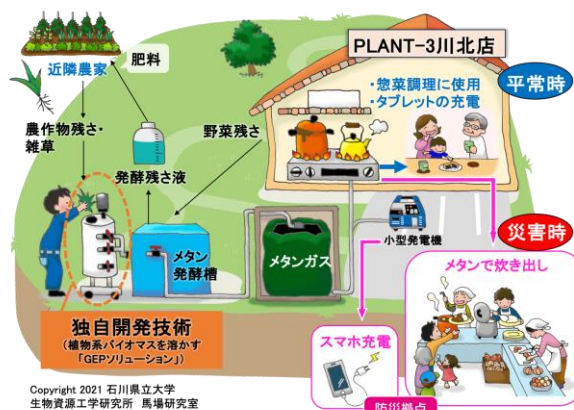 PLANT-3川北店
平常時
・惣菜調理に使用
・タブレットの充電
肥料
近隣農家
農作物残さ・
雑草
発酵残さ液
野菜残さ
メタン
発酵槽
メタンガス
小型発電機
災害時
メタンで炊き出し
スマホ充電
防災拠点
独自開発技術
(植物系バイオマスを溶かす
「GEPソリューション」)
Copyright 2021 石川県立大学
生物資源工学研究所 馬場研究室